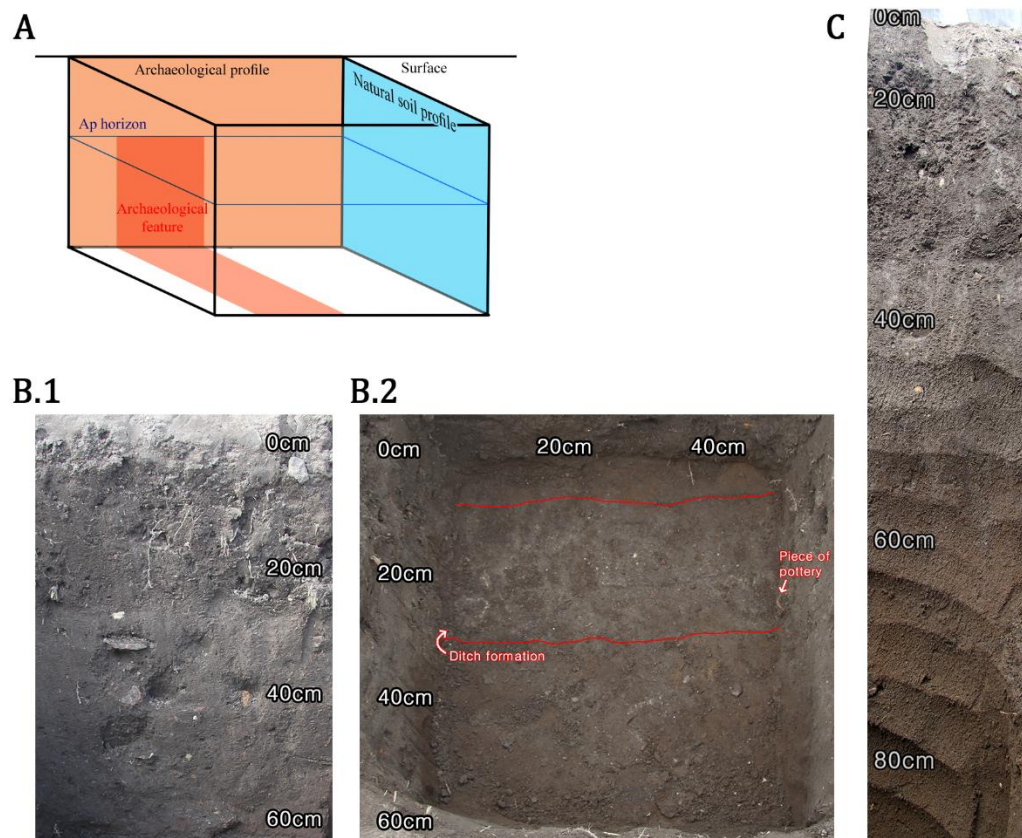 A
Archaeological profile
Surface
Natural soil profile
Ap horizon
Archaeological
feature
B.1
0cm
20cm
40cm
60cm
B.2
0cm
20cm
40cm
20cm
Piece of
pottery
Ditch formation
40cm
60cm
C
0cm
20cm
40cm
60cm
80cm